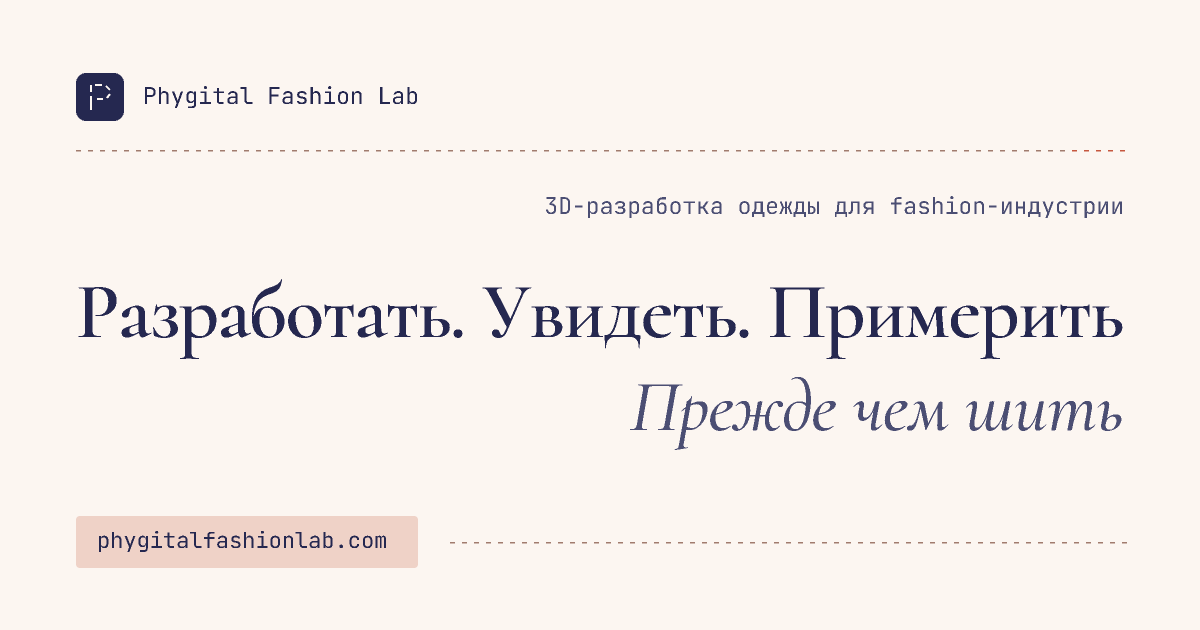 Phygital Fashion Lab
3D-разработка одежды для fashion-индустрии
Разработать. Увидеть. Примерить
Прежде чем шить
phygitalfashionlab.com